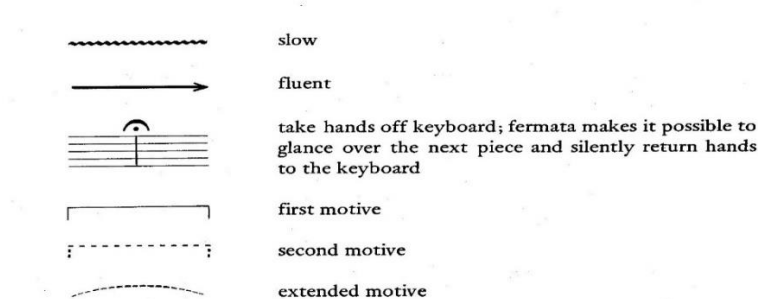 slow
fluent
take hands off keyboard; fermata makes it possible to
glance over the next piece and silently return hands
to the keyboard
first motive
second motive
extended motive